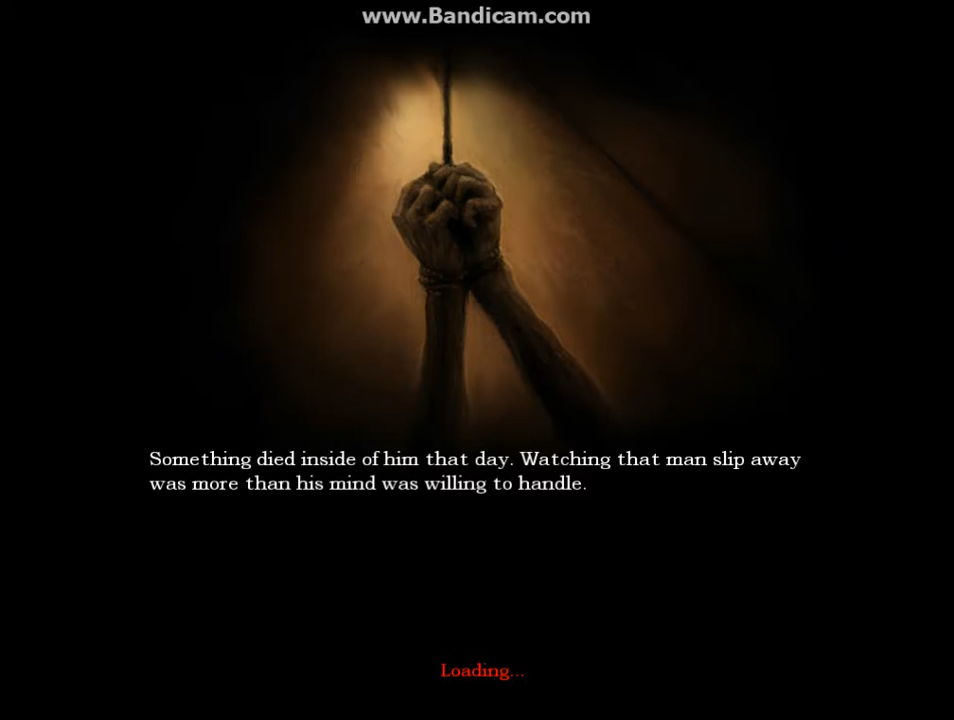 www.Bandicam.com
Something died inside of him that day. Watching that man slip away
was more than his mind was willing to handle.
Loading...